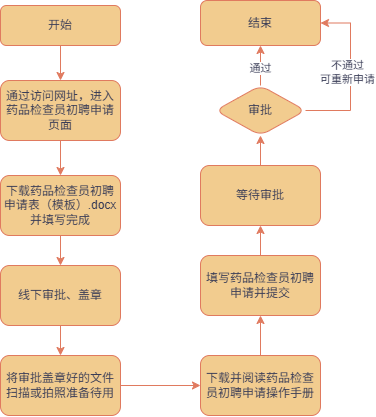 开始
通过访问网址，进入
药品检查员初聘申请
页面
下载药品检查员初聘
申请表（模板）.docx
并填写完成
线下审批、盖章
将审批盖章好的文件
扫描或拍照准备待用
下载并阅读药品检查
员初聘申请操作手册
填写药品检查员初聘
申请并提交
等待审批
审批
通过
不通过
可重新申请
结束